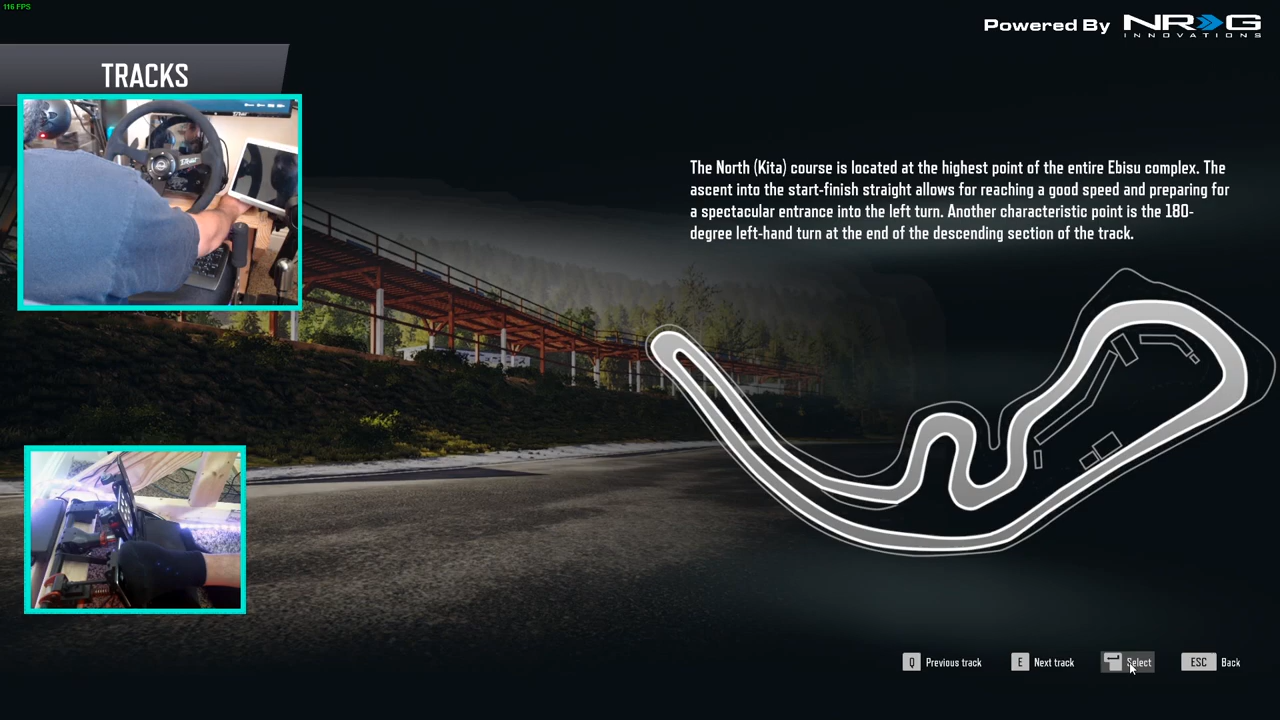 116 FPS
Powered By NRG
INNOVATIONS
TRACKS
The North (Kita) course is located at the highest point of the entire Ebisu complex. The
ascent into the start-finish straight allows for reaching a good speed and preparing for
a spectacular entrance into the left turn. Another characteristic point is the 180-
degree left-hand turn at the end of the descending section of the track.
Q Previous track E Next track Select ESC Back